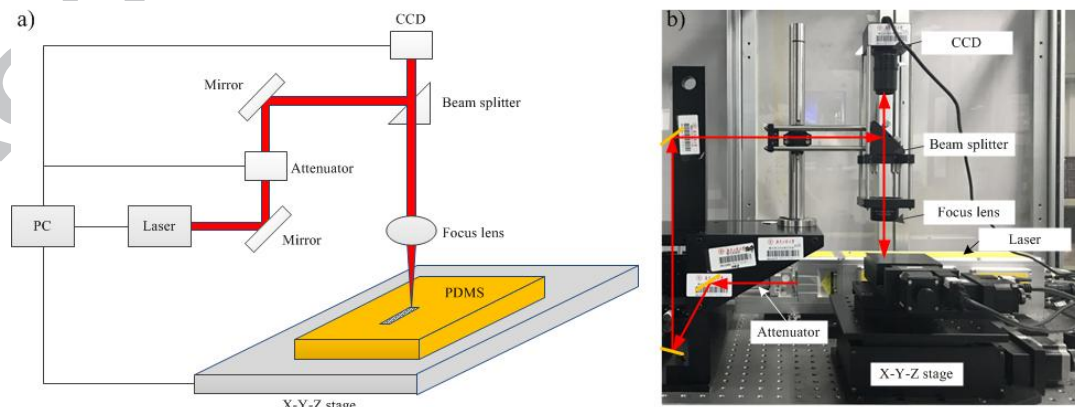 a)
CCD
Mirror
Beam splitter
Attenuator
PC
Laser
Mirror
Focus lens
PDMS
X-Y-Z stage
b)
CCD
Beam splitter
Focus lens
Laser
Attenuator
X-Y-Z stage